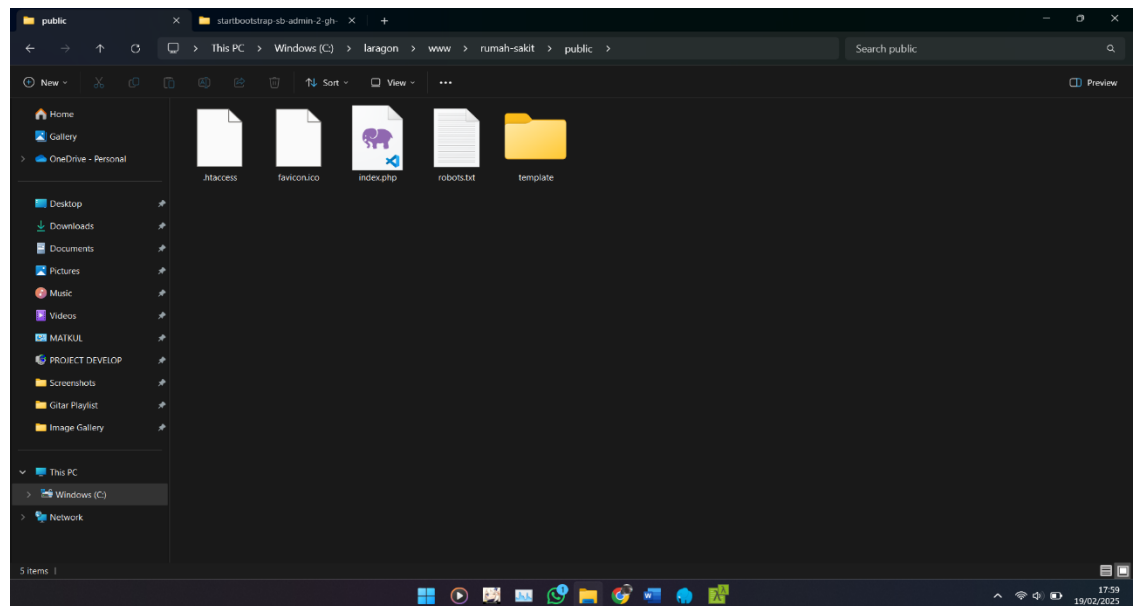 public
startbootstrap-sb-admin-2-gh-
This PC > Windows (C:) > laragon > www > rumah-sakit > public >
Search public
New
Sort
View
Preview
Home
Gallery
OneDrive - Personal
Desktop
Downloads
Documents
Pictures
Music
Videos
MATKUL
PROJECT DEVELOP
Screenshots
Gitar Playlist
Image Gallery
This PC
Windows (C:)
Network
.htaccess
favicon.ico
index.php
robots.txt
template
5 items
17:59
19/02/2025